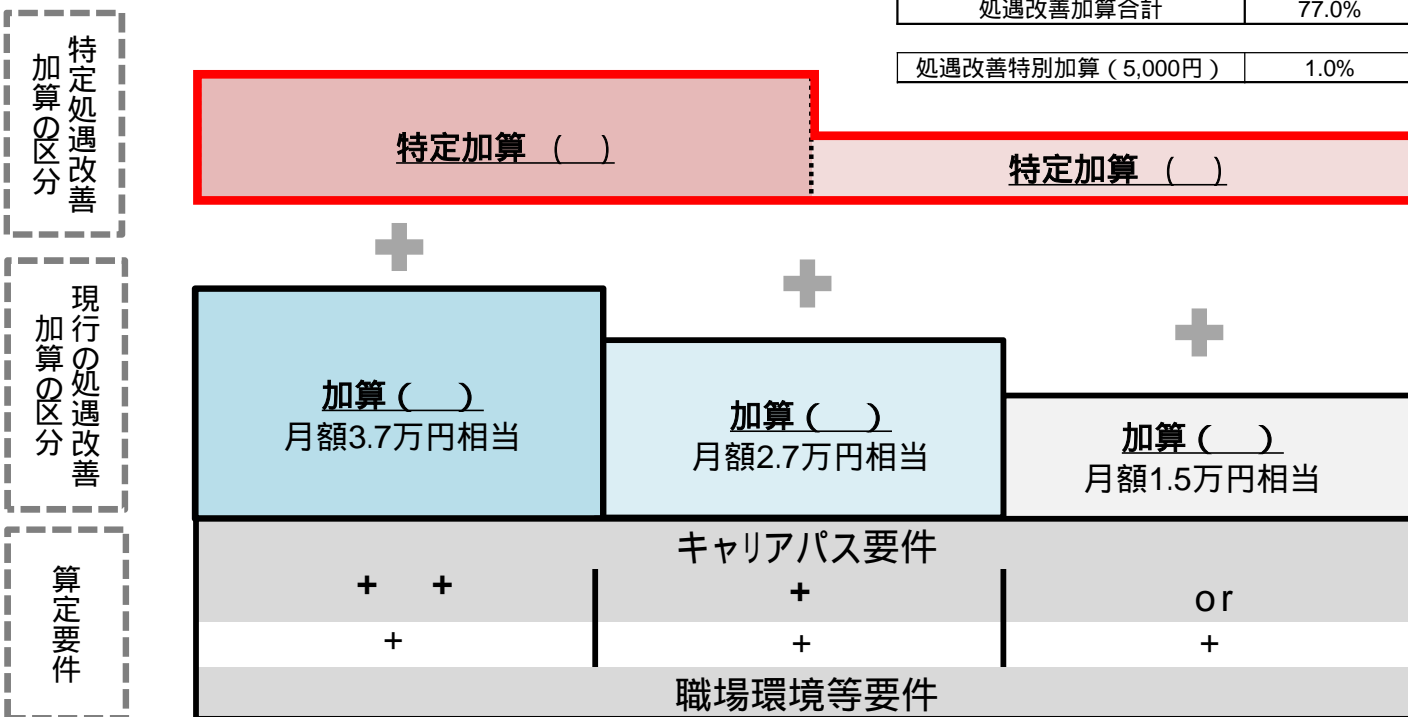 処遇改善加算合計 77.0%
処遇改善特別加算(5,000円) 1.0%
特定処遇改善
加算の区分
特定加算 ( )
特定加算 ( )
現行の処遇改善
加算の区分
加算( )
月額3.7万円相当
加算( )
月額2.7万円相当
加算( )
月額1.5万円相当
算定要件
キャリアパス要件
+ +
+
or
+
+
+
職場環境等要件